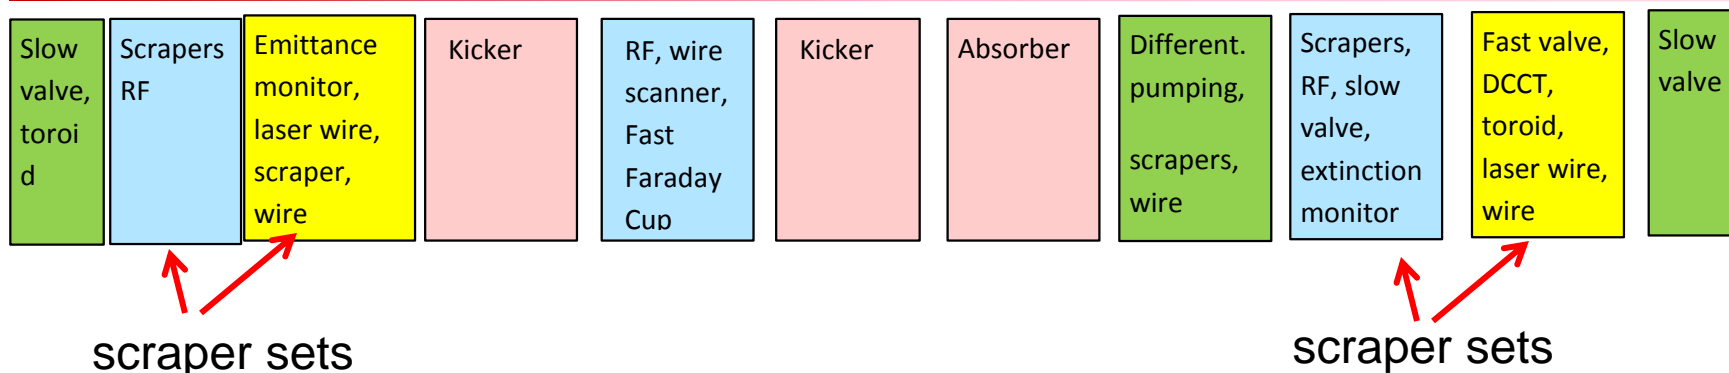 Slow
valve,
toroi
d
Scrapers
RF
Emittance
monitor,
laser wire,
scraper,
wire
Kicker
RF, wire
scanner,
Fast
Faraday
Cup
Kicker
Absorber
Different.
pumping,
scrapers,
wire
Scrapers,
RF, slow
valve,
extinction
monitor
Fast valve,
DCCT,
toroid,
laser wire,
wire
Slow
valve
scraper sets
scraper sets